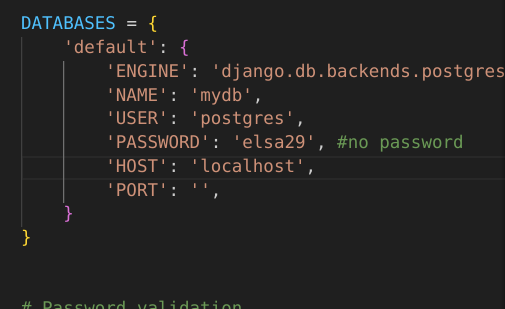 DATABASES = {
'default': {
'ENGINE': 'django.db.backends.postgres
'NAME': 'mydb',
'USER': 'postgres',
'PASSWORD': 'elsa29', #no password
'HOST': 'localhost',
'PORT': '',
}
}
# Password validation